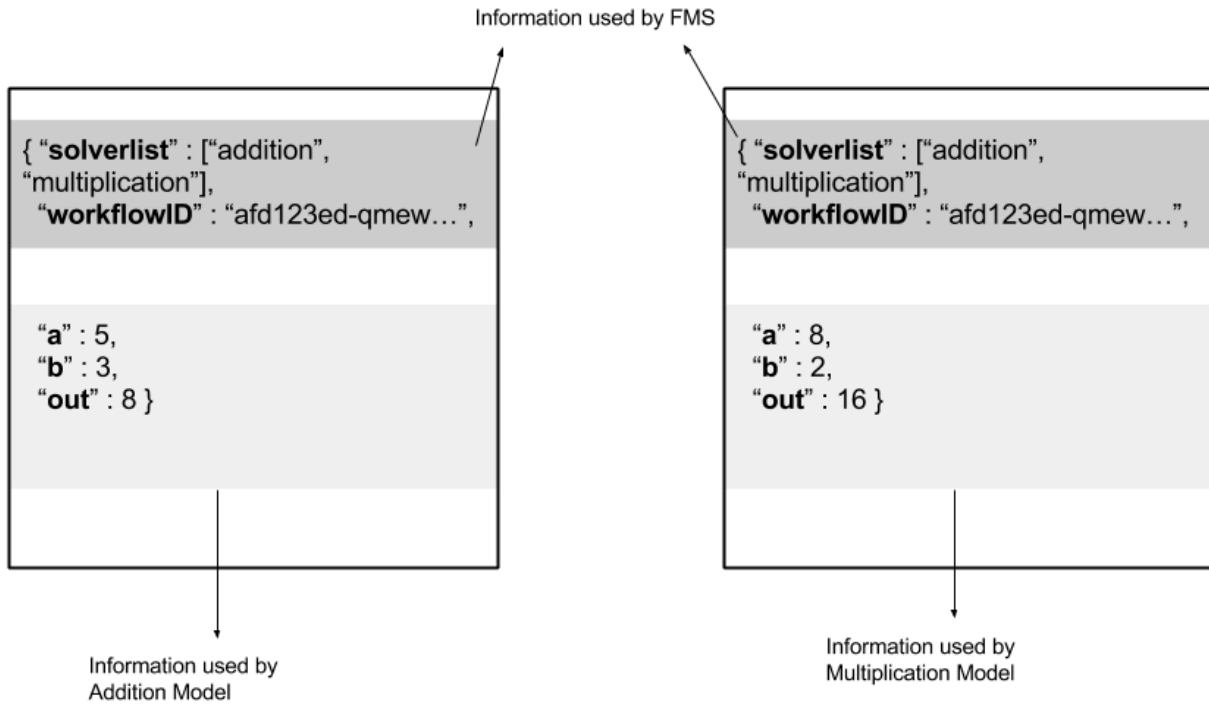 Information used by FMS
{ “solverlist” : [“addition”,
“multiplication”],
“workflowID” : “afd123ed-qmew…”,
“a” : 5,
“b” : 3,
“out” : 8 }
Information used by
Addition Model
{ “solverlist” : [“addition”,
“multiplication”],
“workflowID” : “afd123ed-qmew…”,
“a” : 8,
“b” : 2,
“out” : 16 }
Information used by
Multiplication Model